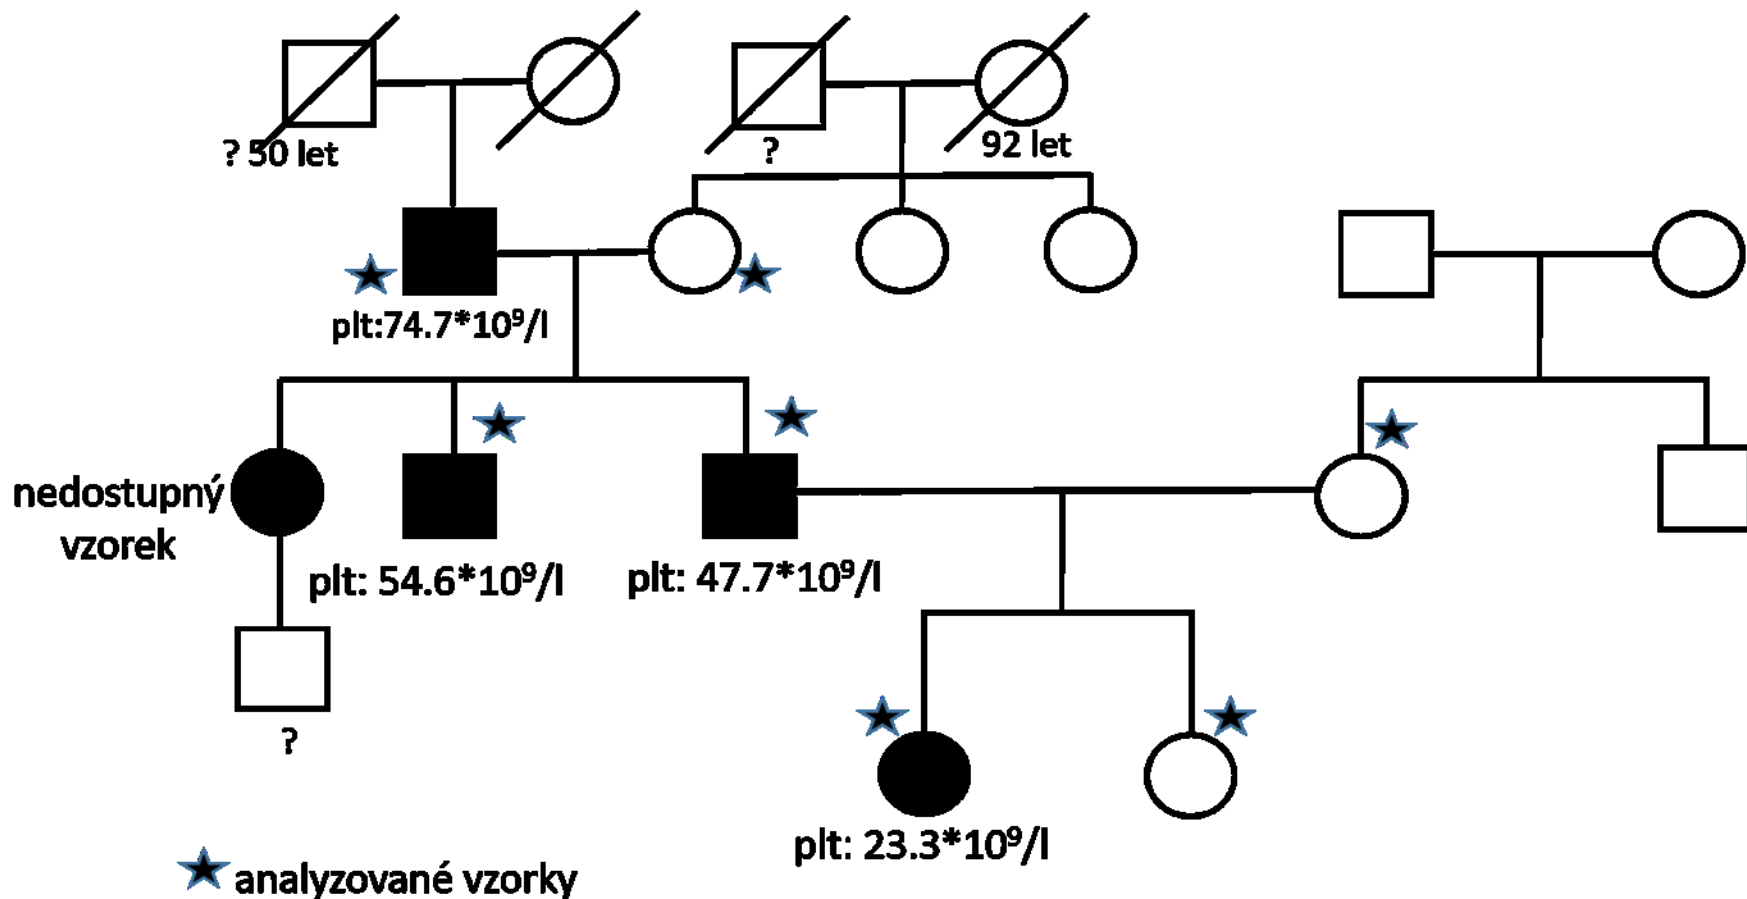 ? 50 let
?
92 let
plt:74.7*10⁹/l
nedostupný
vzorek
plt: 54.6*10⁹/l
plt: 47.7*10⁹/l
?
plt: 23.3*10⁹/l
analyzované vzorky